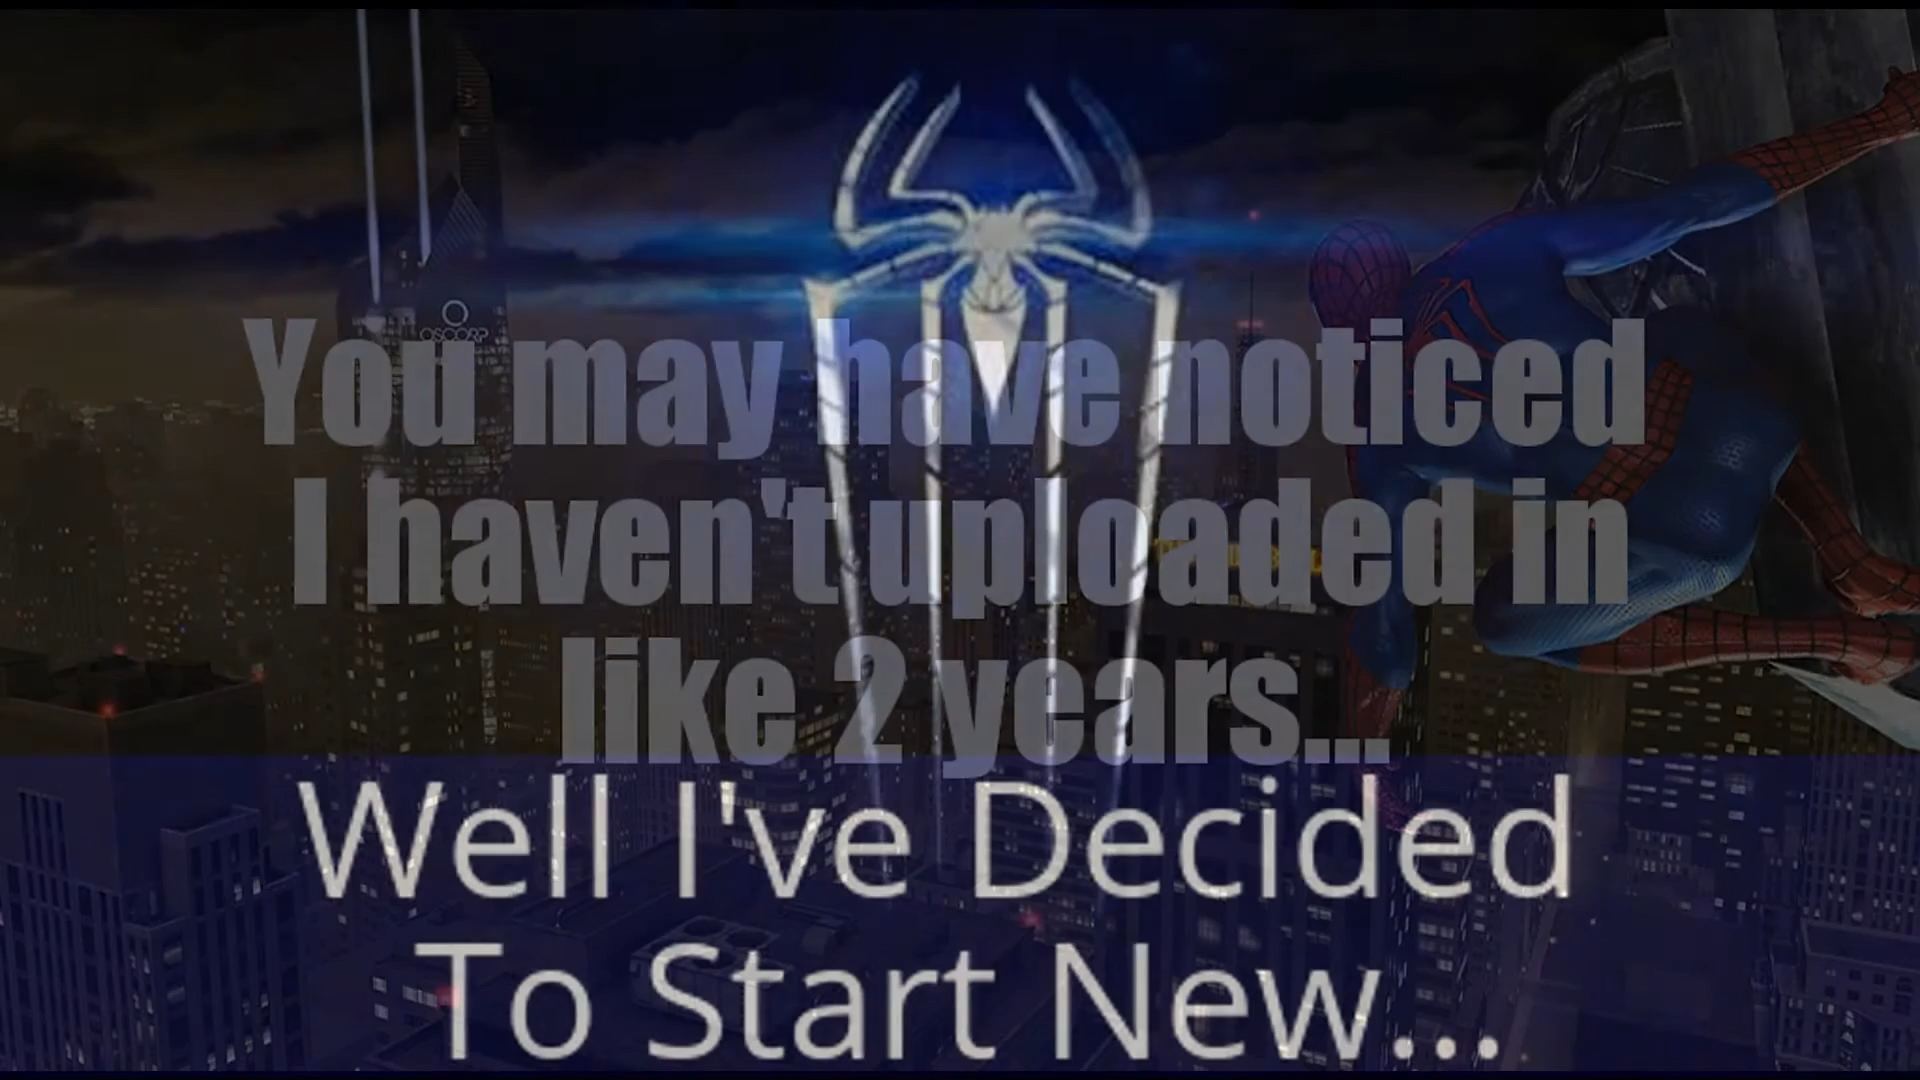 OSCORP
You may have noticed
I haven't uploaded in
like 2 years...
Well I've Decided
To Start New...